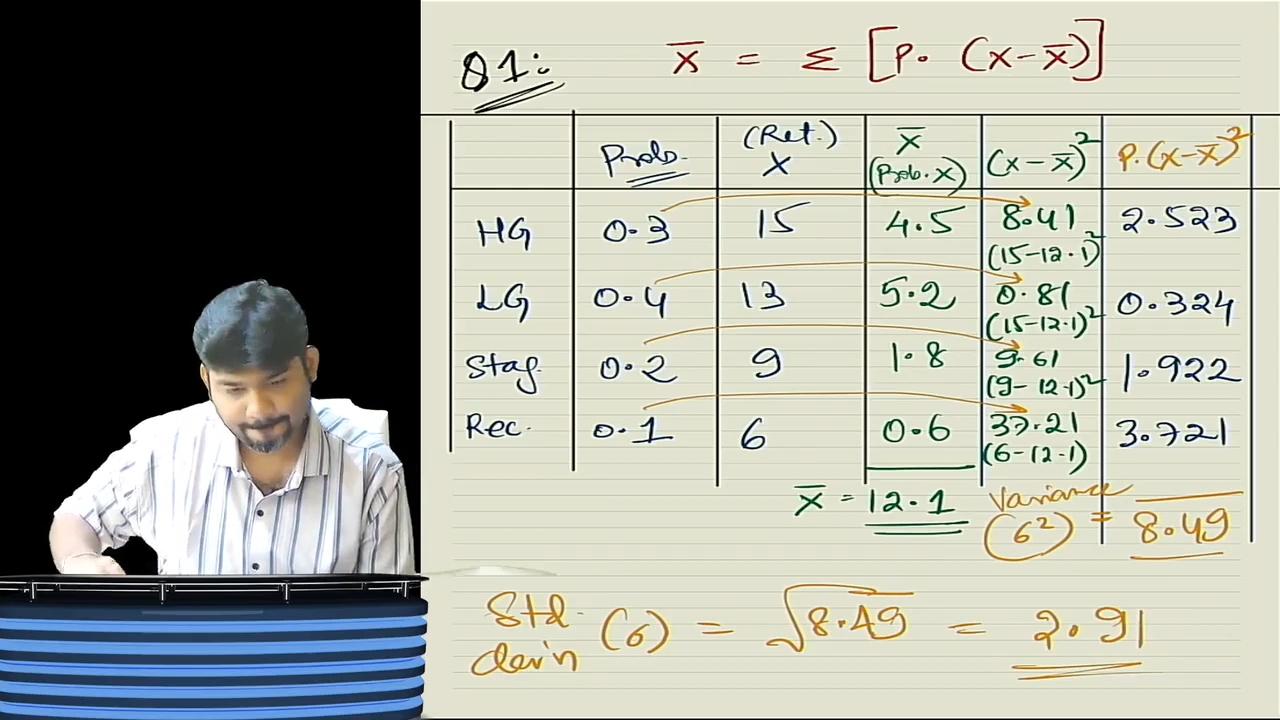 Q1: x̄ = Σ [P. (x-x̄)]
Prob. (Ret.) X x̄ (Prob. X) (x-x̄)² P.(x-x̄)²
HG 0.3 15 4.5 8.41 2.523
(15-12.1)²
LG 0.4 13 5.2 0.81 0.324
(15-12.1)²
Stag. 0.2 9 1.8 9.61 1.922
(9-12.1)²
Rec. 0.1 6 0.6 37.21 3.721
(6-12.1)
x̄ = 12.1 Variance (σ²) = 8.49
Std. dev'n (σ) = √8.49 = 2.91